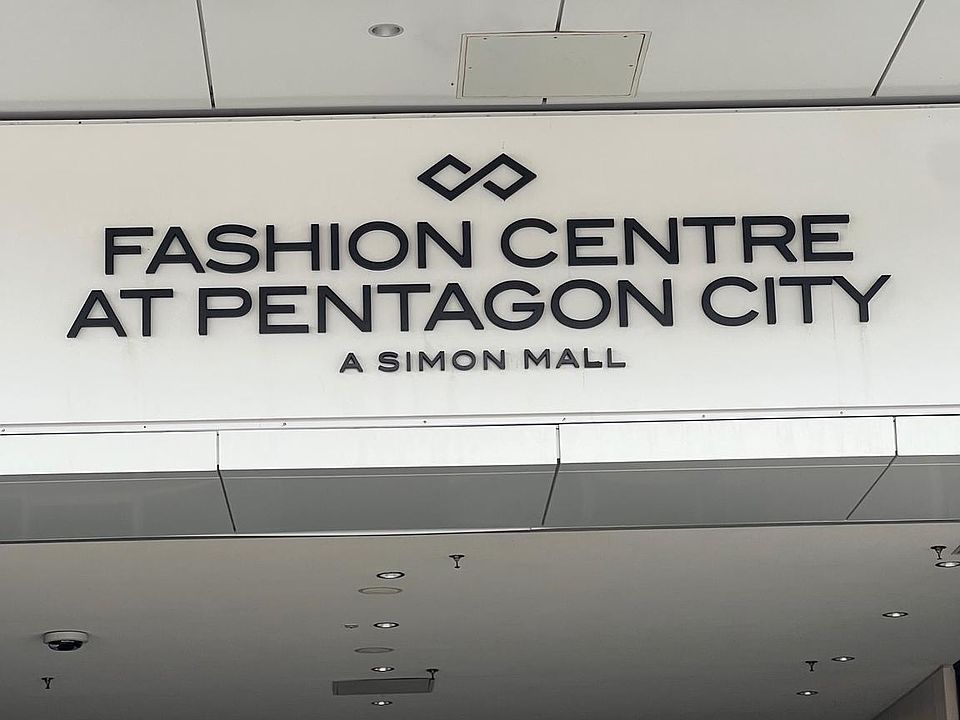 FASHION CENTRE
AT PENTAGON CITY
A SIMON MALL